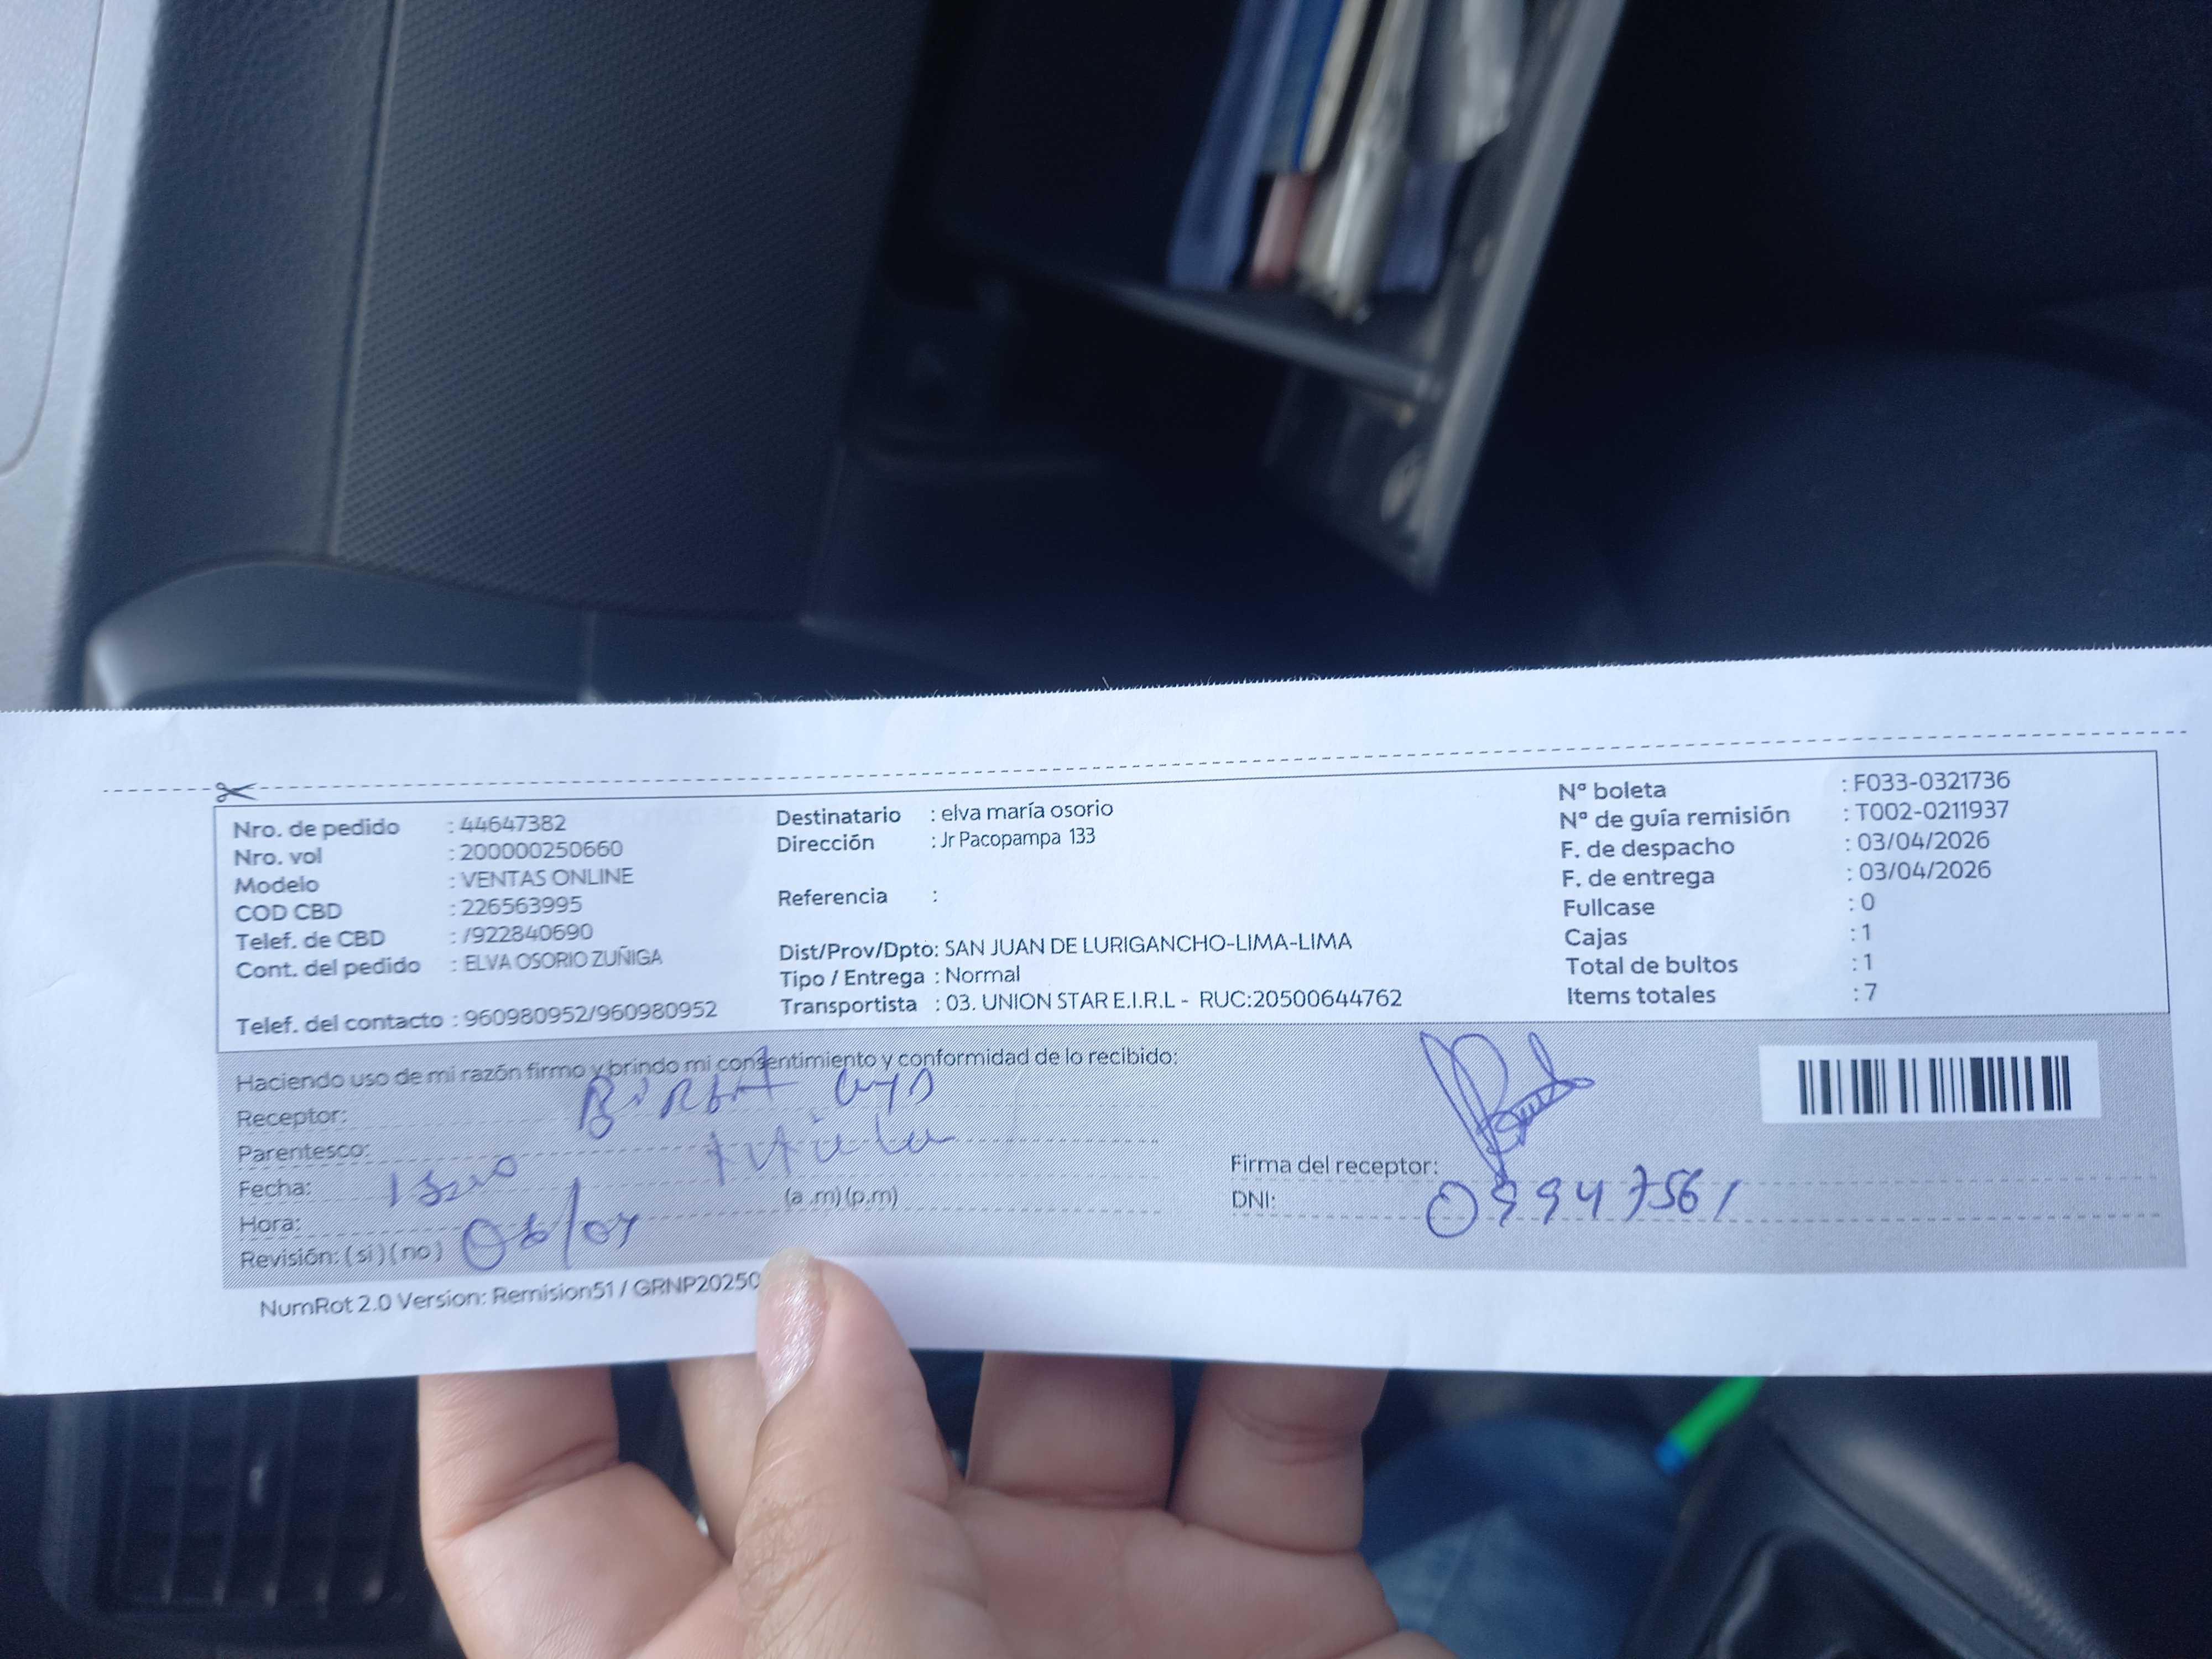 Nro. de pedido : 44647382
Nro. vol : 200000250660
Modelo : VENTAS ONLINE
COD CBD : 226563995
Telef. de CBD : /922840690
Cont. del pedido : ELVA OSORIO ZUÑIGA
Telef. del contacto : 960980952/960980952
Destinatario : elva maría osorio
Dirección : Jr Pacopampa 133
Referencia :
Dist/Prov/Dpto: SAN JUAN DE LURIGANCHO-LIMA-LIMA
Tipo / Entrega : Normal
Transportista : 03. UNION STAR E.I.R.L - RUC:20500644762
Nº boleta : F033-0321736
Nº de guía remisión : T002-0211937
F. de despacho : 03/04/2026
F. de entrega : 03/04/2026
Fullcase : 0
Cajas : 1
Total de bultos : 1
Items totales : 7
Haciendo uso de mi razón firmo y brindo mi consentimiento y conformidad de lo recibido:
Receptor:
Parentesco:
Fecha:
Hora: (a .m) (p.m)
Revisión: ( si ) ( no )
Firma del receptor:
DNI: 09947561
NumRot 2.0 Version: Remision51 / GRNP20250